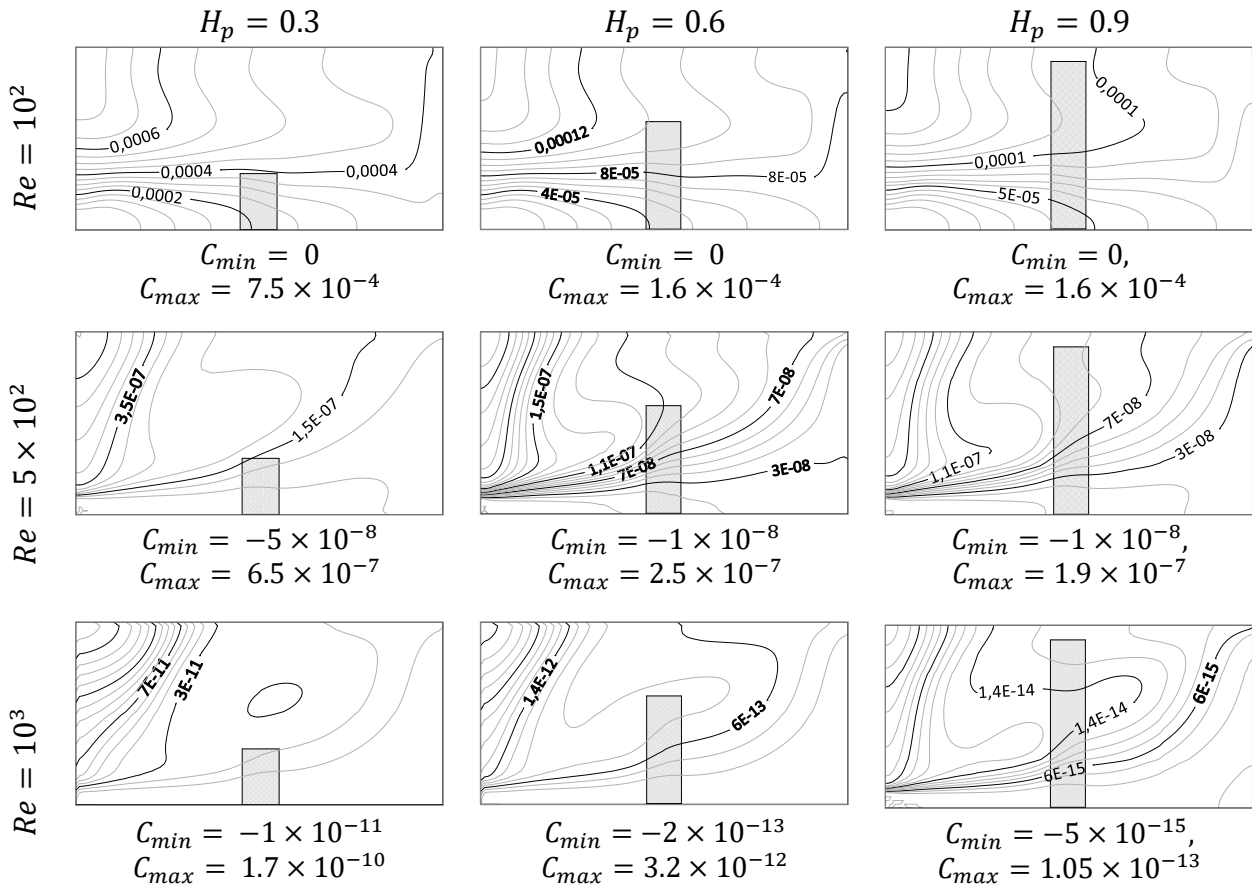 H_p = 0.3
H_p = 0.6
H_p = 0.9
Re = 10²
0,0006
0,0004
0,0004
0,0002
0,00012
8E-05
8E-05
4E-05
0,0001
0,0001
5E-05
C_min = 0
C_max = 7.5 × 10⁻⁴
C_min = 0
C_max = 1.6 × 10⁻⁴
C_min = 0,
C_max = 1.6 × 10⁻⁴
Re = 5 × 10²
3,5E-07
1,5E-07
1,5E-07
7E-08
1,1E-07
7E-08
3E-08
7E-08
3E-08
1,1E-07
C_min = −5 × 10⁻⁸
C_max = 6.5 × 10⁻⁷
C_min = −1 × 10⁻⁸
C_max = 2.5 × 10⁻⁷
C_min = −1 × 10⁻⁸,
C_max = 1.9 × 10⁻⁷
Re = 10³
7E-11
3E-11
1,4E-12
6E-13
1,4E-14
1,4E-14
6E-15
6E-15
C_min = −1 × 10⁻¹¹
C_max = 1.7 × 10⁻¹⁰
C_min = −2 × 10⁻¹³
C_max = 3.2 × 10⁻¹²
C_min = −5 × 10⁻¹⁵,
C_max = 1.05 × 10⁻¹³